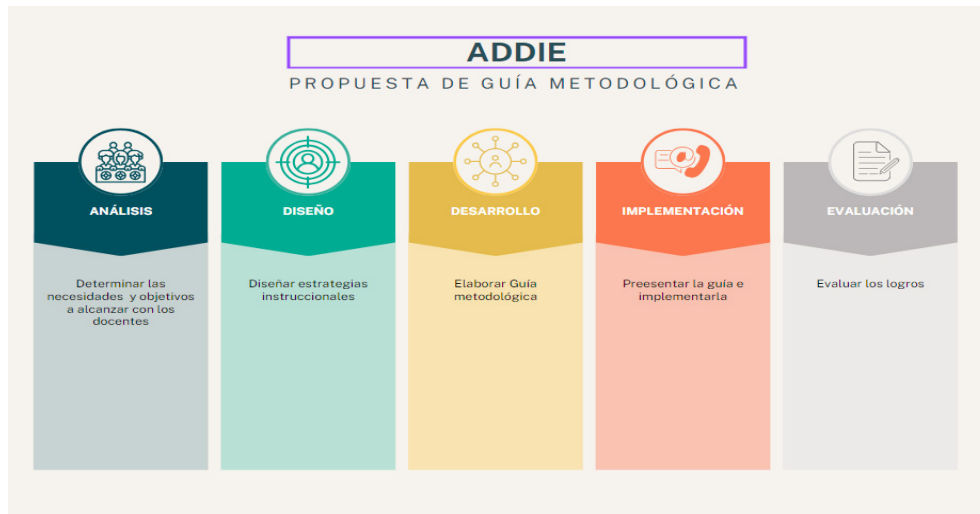 ADDIE
PROPUESTA DE GUÍA METODOLÓGICA
ANÁLISIS
Determinar las
necesidades y objetivos
a alcanzar con los
docentes
DISEÑO
Diseñar estrategias
instruccionales
DESARROLLO
Elaborar Guía
metodológica
IMPLEMENTACIÓN
Preesentar la guía e
implementarla
EVALUACIÓN
Evaluar los logros